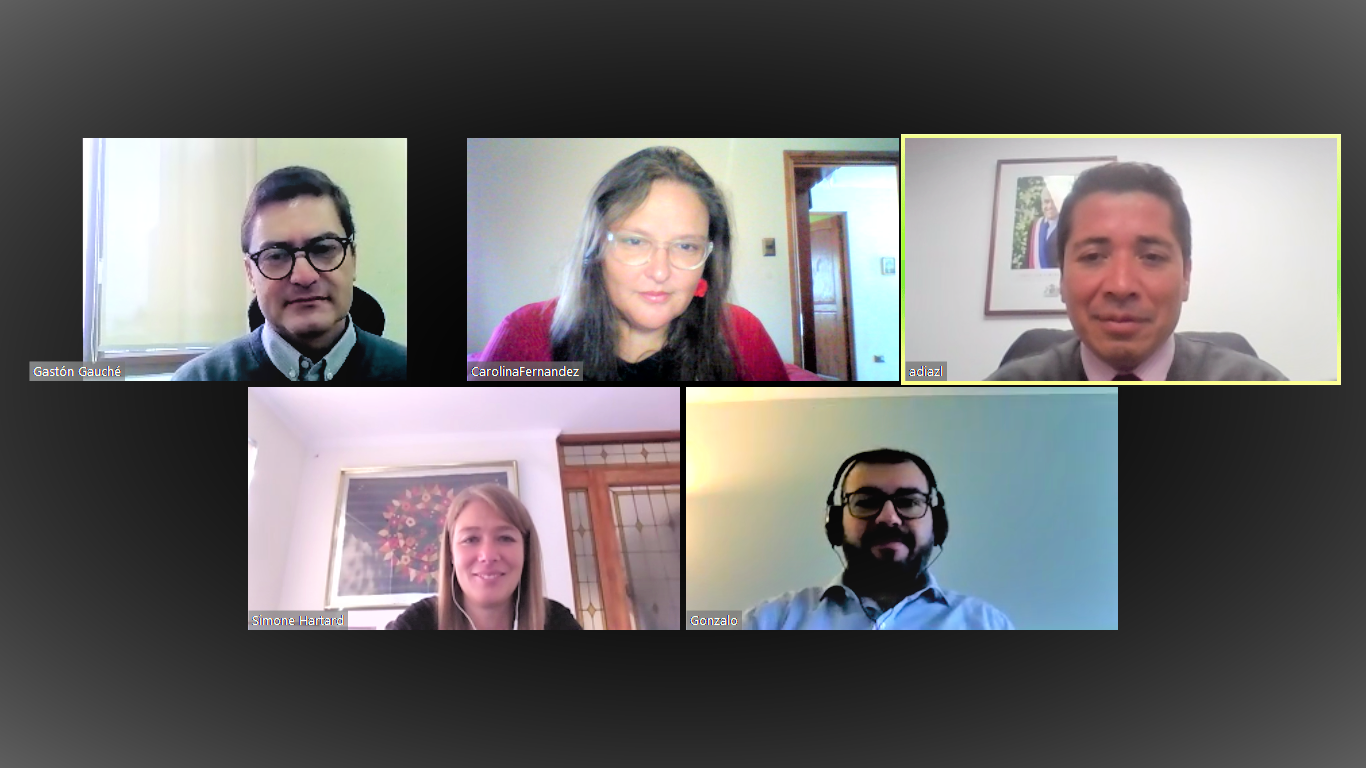 Gastón Gauché
CarolinaFernandez
adiazl
Simone Hartard
Gonzalo